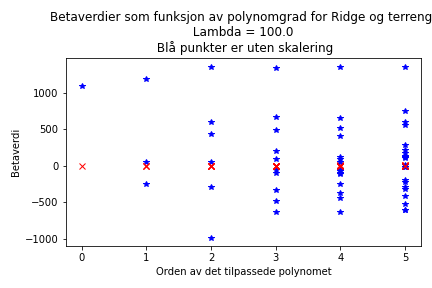 Betaverdier som funksjon av polynomgrad for Ridge og terreng
Lambda = 100.0
Blå punkter er uten skalering
1000
500
0
−500
−1000
Betaverdi
0 1 2 3 4 5
Orden av det tilpassede polynomet